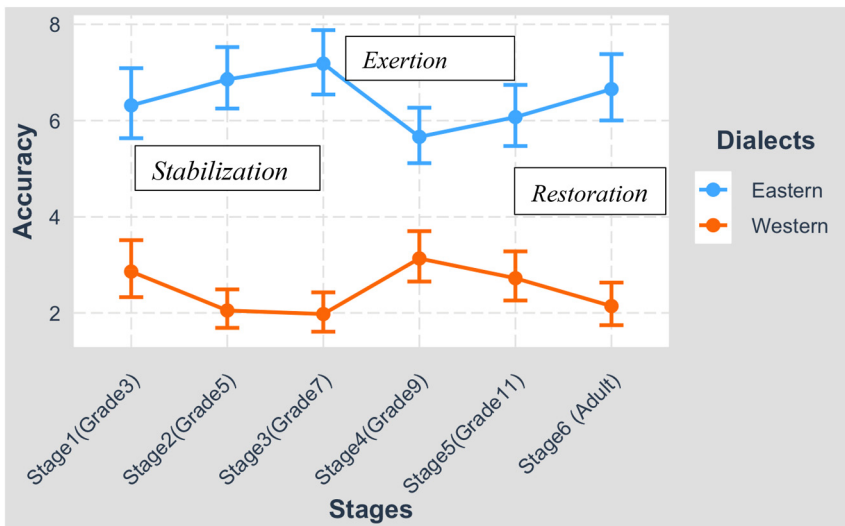 8
Exertion
6
Stabilization
Restoration
4
2
Accuracy
Dialects
Eastern
Western
Stage1(Grade3)
Stage2(Grade5)
Stage3(Grade7)
Stage4(Grade9)
Stage5(Grade11)
Stage6 (Adult)
Stages